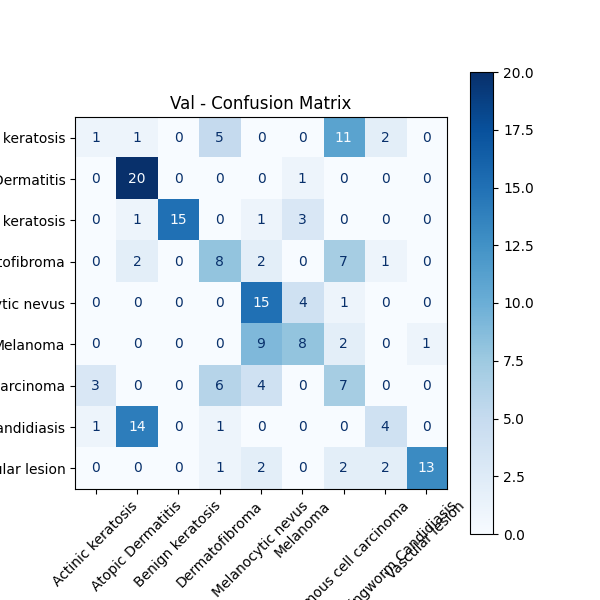 Val - Confusion Matrix
keratosis 1 1 0 5 0 0 11 2 0
Dermatitis 0 20 0 0 0 1 0 0 0
keratosis 0 1 15 0 1 3 0 0 0
tofibroma 0 2 0 8 2 0 7 1 0
ytic nevus 0 0 0 0 15 4 1 0 0
Melanoma 0 0 0 0 9 8 2 0 1
arcinoma 3 0 0 6 4 0 7 0 0
andidiasis 1 14 0 1 0 0 0 4 0
ular lesion 0 0 0 1 2 0 2 2 13
Actinic keratosis
Atopic Dermatitis
Benign keratosis
Dermatofibroma
Melanocytic nevus
Melanoma
mous cell carcinoma
ngworm Candidiasis
Vascular lesion
20.0
17.5
15.0
12.5
10.0
7.5
5.0
2.5
0.0